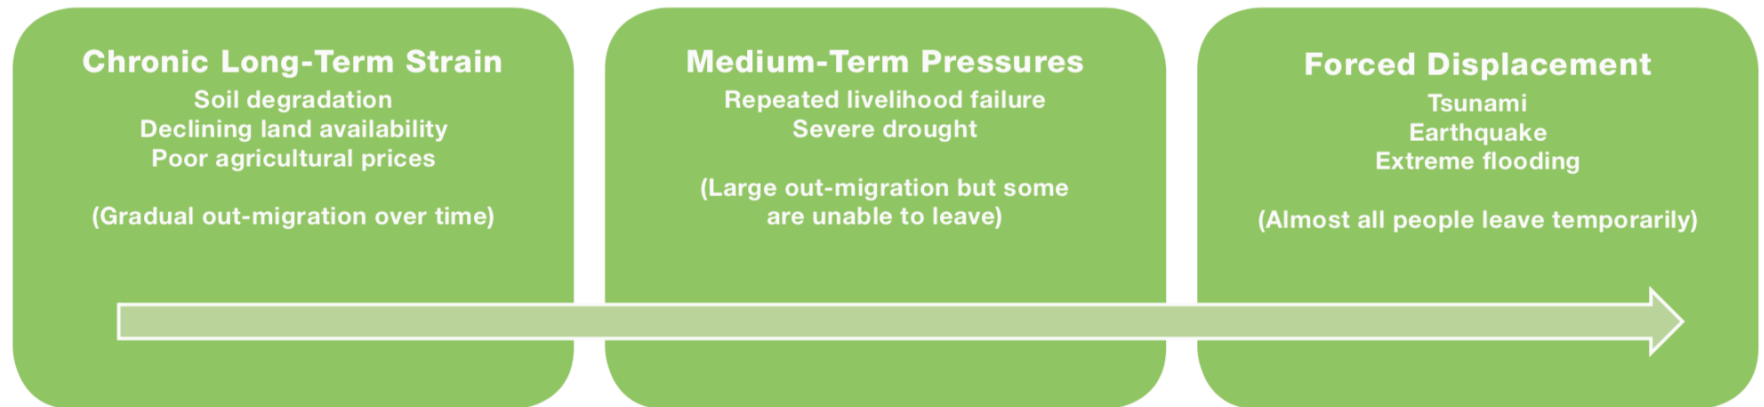 Chronic Long-Term Strain
Soil degradation
Declining land availability
Poor agricultural prices
(Gradual out-migration over time)
Medium-Term Pressures
Repeated livelihood failure
Severe drought
(Large out-migration but some
are unable to leave)
Forced Displacement
Tsunami
Earthquake
Extreme flooding
(Almost all people leave temporarily)